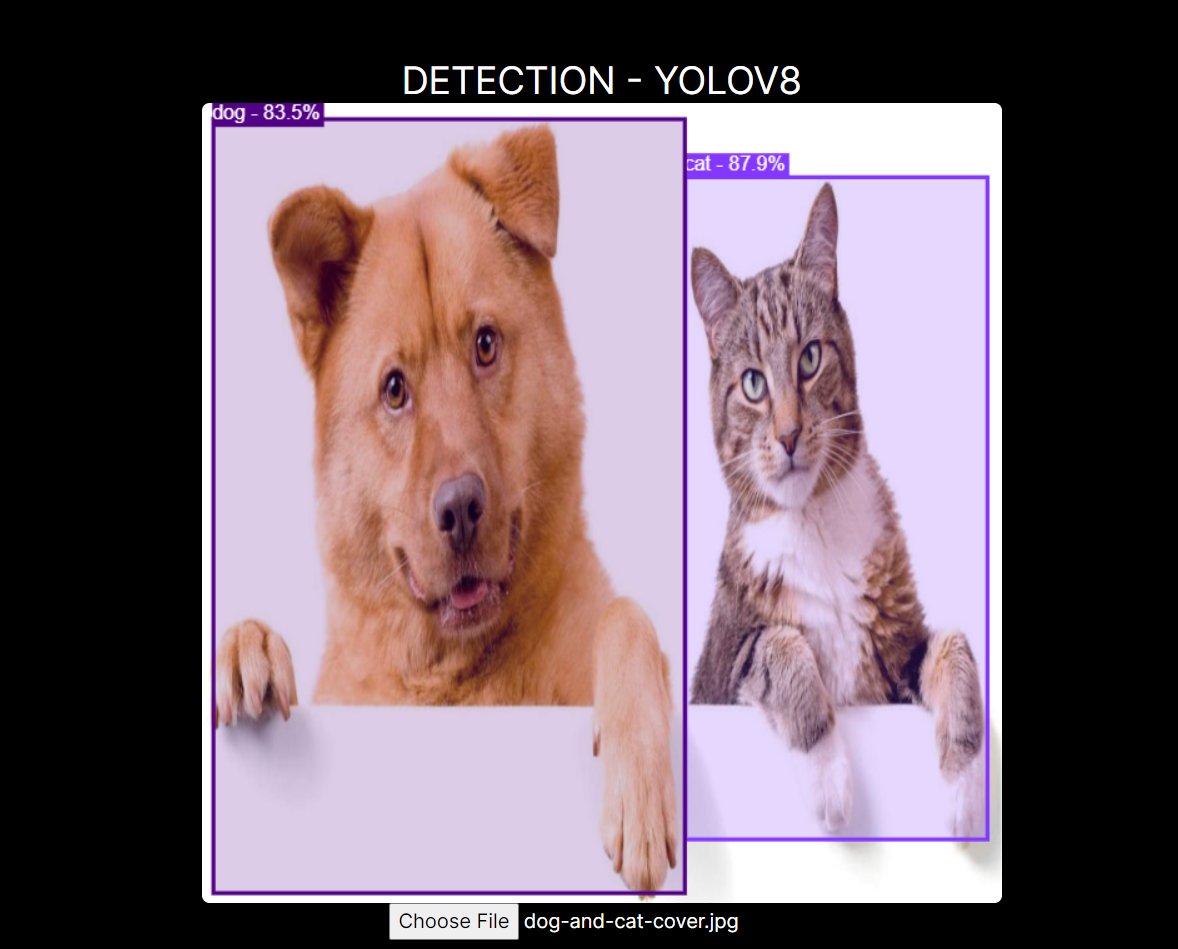 DETECTION - YOLOV8
dog - 83.5%
cat - 87.9%
Choose File dog-and-cat-cover.jpg